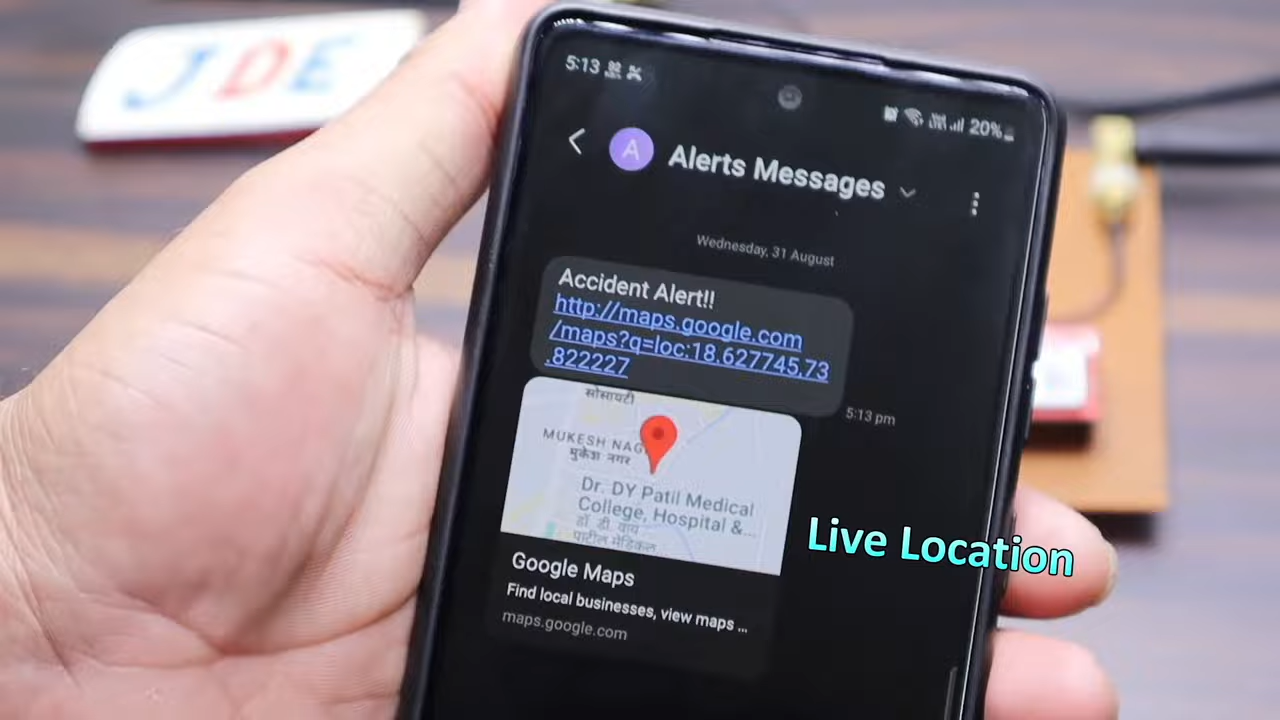 JDE
5:13
20%
A
Alerts Messages
Wednesday, 31 August
Accident Alert!!
http://maps.google.com
/maps?q=loc:18.627745,73
.822227
5:13 pm
सोसायटी
MUKESH NAG
मुकेश नगर
Dr. DY Patil Medical
College, Hospital &...
डॉ. डी. वाय
पाटील मेडिकल
Live Location
Google Maps
Find local businesses, view maps ...
maps.google.com